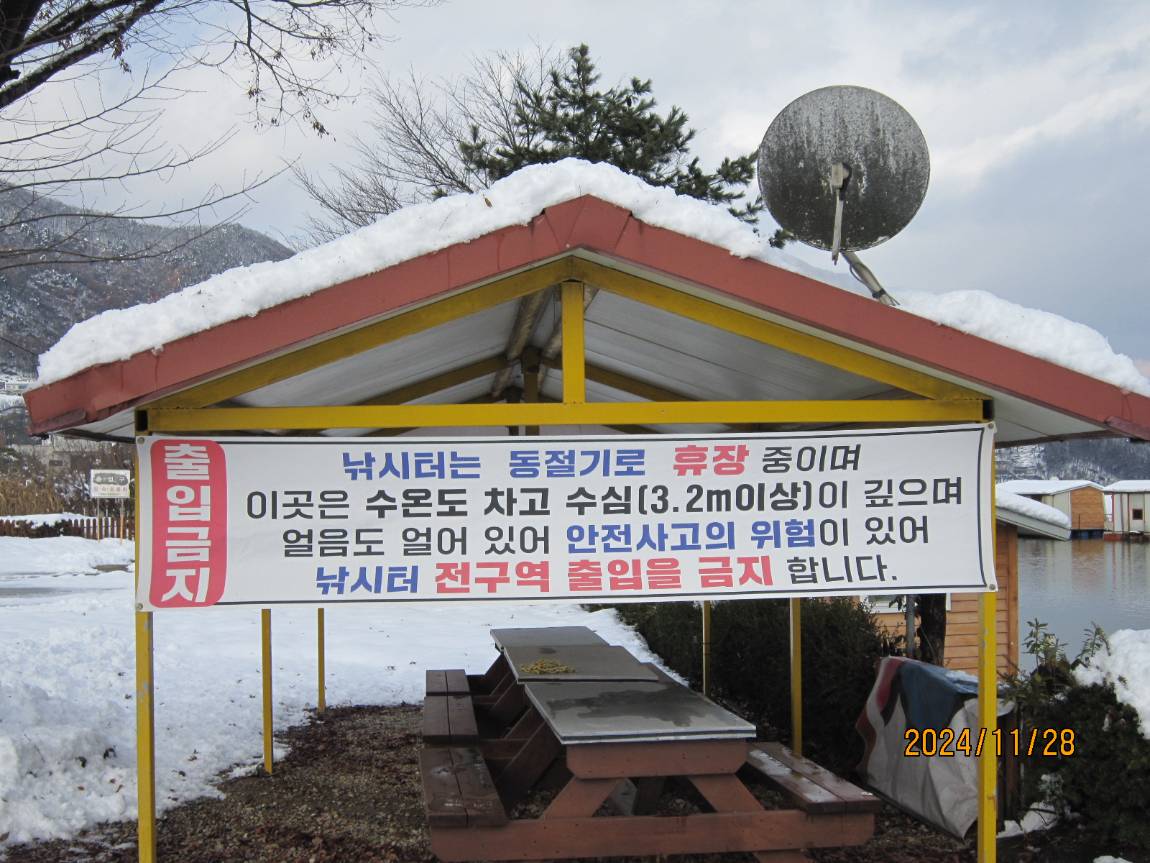 출입금지
낚시터는 동절기로 휴장 중이며
이곳은 수온도 차고 수심(3.2m이상)이 깊으며
얼음도 얼어 있어 안전사고의 위험이 있어
낚시터 전구역 출입을 금지 합니다.
2024/11/28